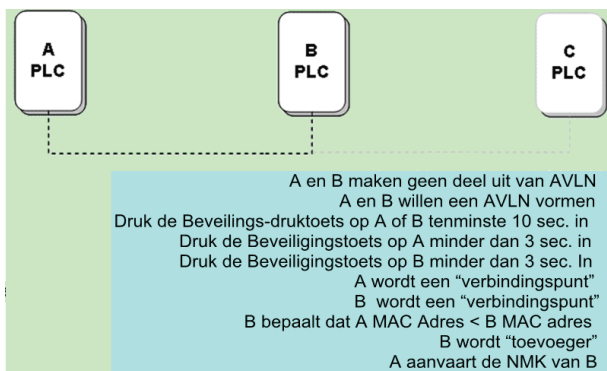 A
PLC
B
PLC
C
PLC
A en B maken geen deel uit van AVLN
A en B willen een AVLN vormen
Druk de Beveilings-druktoets op A of B tenminste 10 sec. in
Druk de Beveiligingstoets op A minder dan 3 sec. in
Druk de Beveiligingstoets op B minder dan 3 sec. In
A wordt een “verbindingspunt”
B wordt een “verbindingspunt”
B bepaalt dat A MAC Adres < B MAC adres
B wordt “toevoeger”
A aanvaart de NMK van B